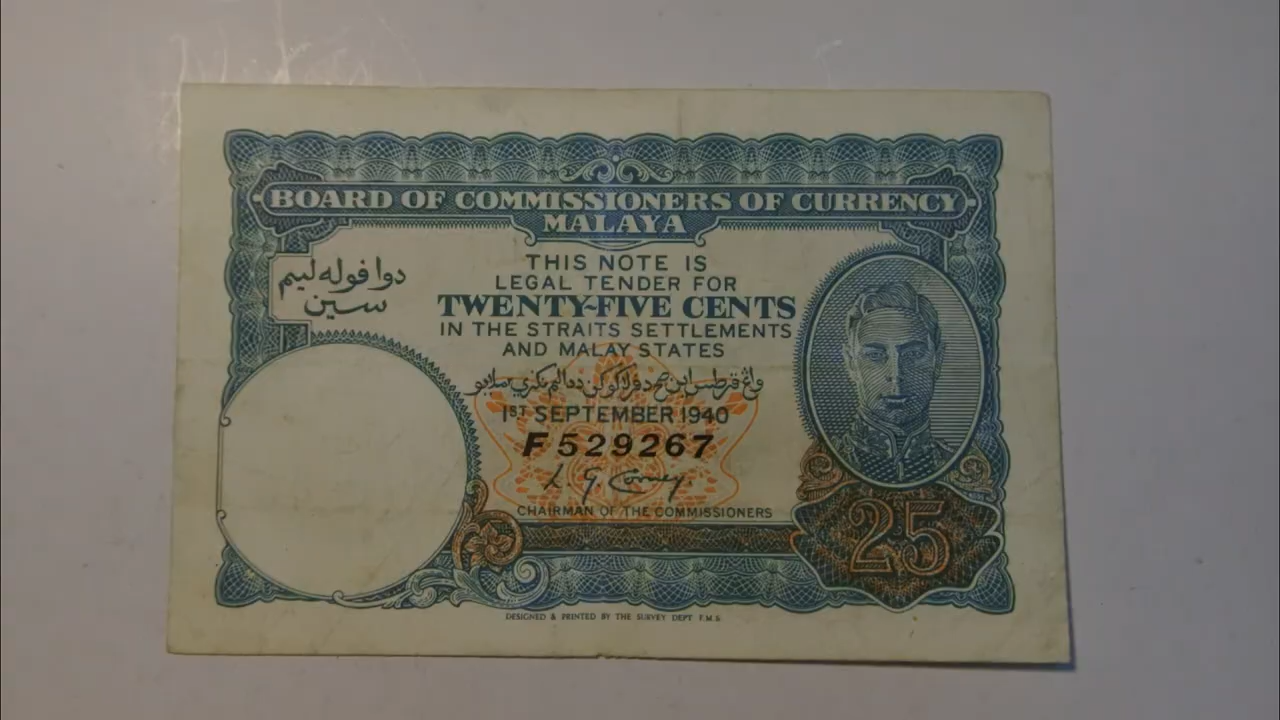 BOARD OF COMMISSIONERS OF CURRENCY
MALAYA
دوا فوله ليم
سين
THIS NOTE IS
LEGAL TENDER FOR
TWENTY-FIVE CENTS
IN THE STRAITS SETTLEMENTS
AND MALAY STATES
1ST SEPTEMBER 1940
F 529267
CHAIRMAN OF THE COMMISSIONERS
25
DESIGNED & PRINTED BY THE SURVEY DEPT F.M.S.